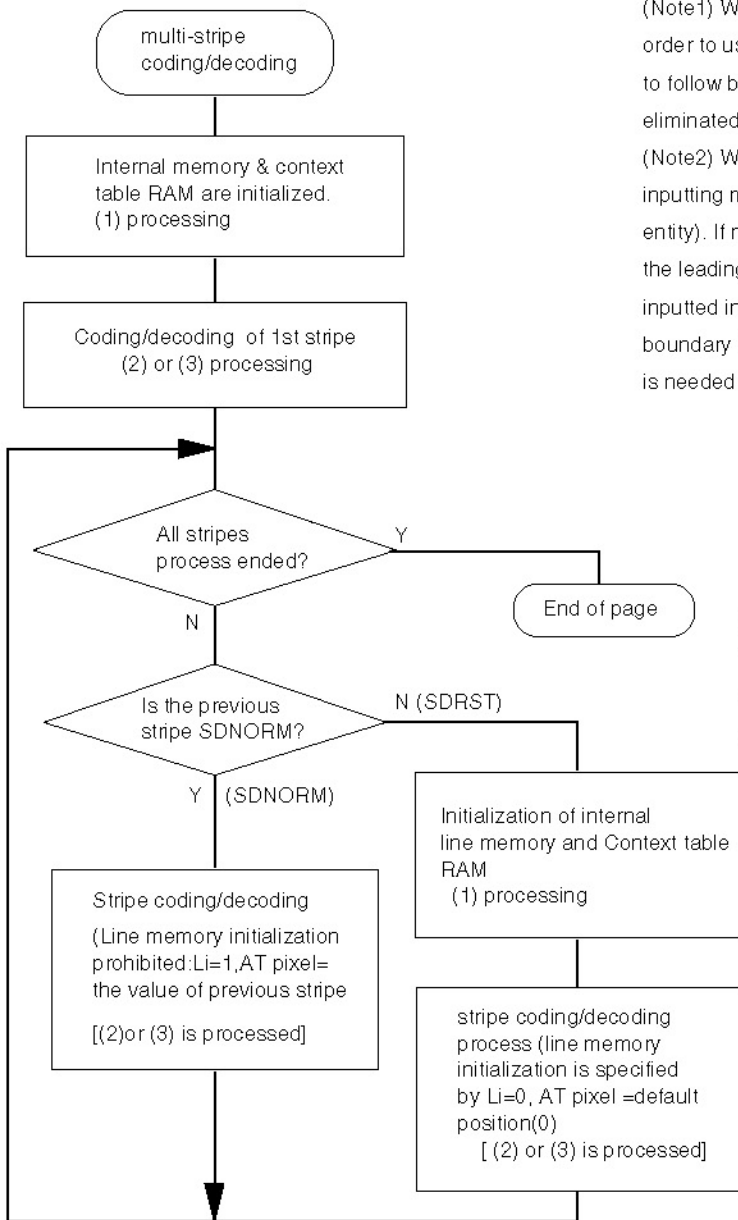 multi-stripe
coding/decoding
Internal memory & context
table RAM are initialized.
(1) processing
Coding/decoding of 1st stripe
(2) or (3) processing
All stripes
process ended?
Y
End of page
N
Is the previous
stripe SDNORM?
N (SDRST)
Y (SDNORM)
Initialization of internal
line memory and Context table
RAM
(1) processing
Stripe coding/decoding
(Line memory initialization
prohibited:Li=1,AT pixel=
the value of previous stripe
[(2)or (3) is processed]
stripe coding/decoding
process (line memory
initialization is specified
by Li=0, AT pixel =default
position(0)
[ (2) or (3) is processed]
(Note1) W
order to us
to follow b
eliminated
(Note2) W
inputting
entity). If
the leading
inputted in
boundary
is needed